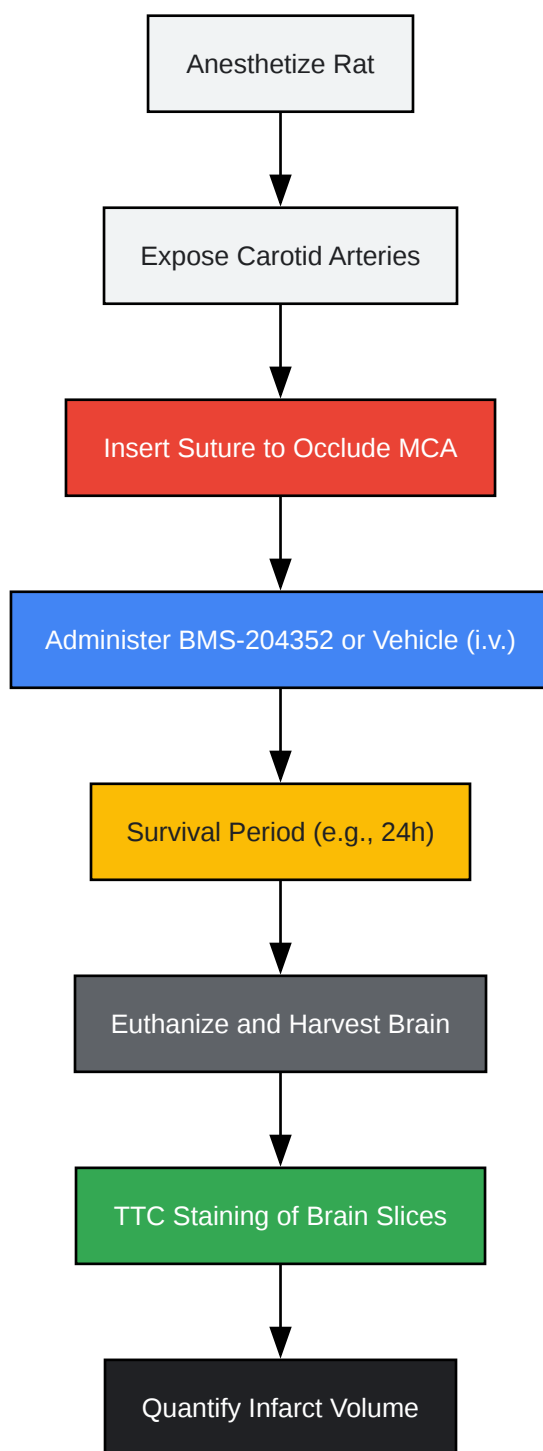 Anesthetize Rat
Expose Carotid Arteries
Insert Suture to Occlude MCA
Administer BMS-204352 or Vehicle (i.v.)
Survival Period (e.g., 24h)
Euthanize and Harvest Brain
TTC Staining of Brain Slices
Quantify Infarct Volume